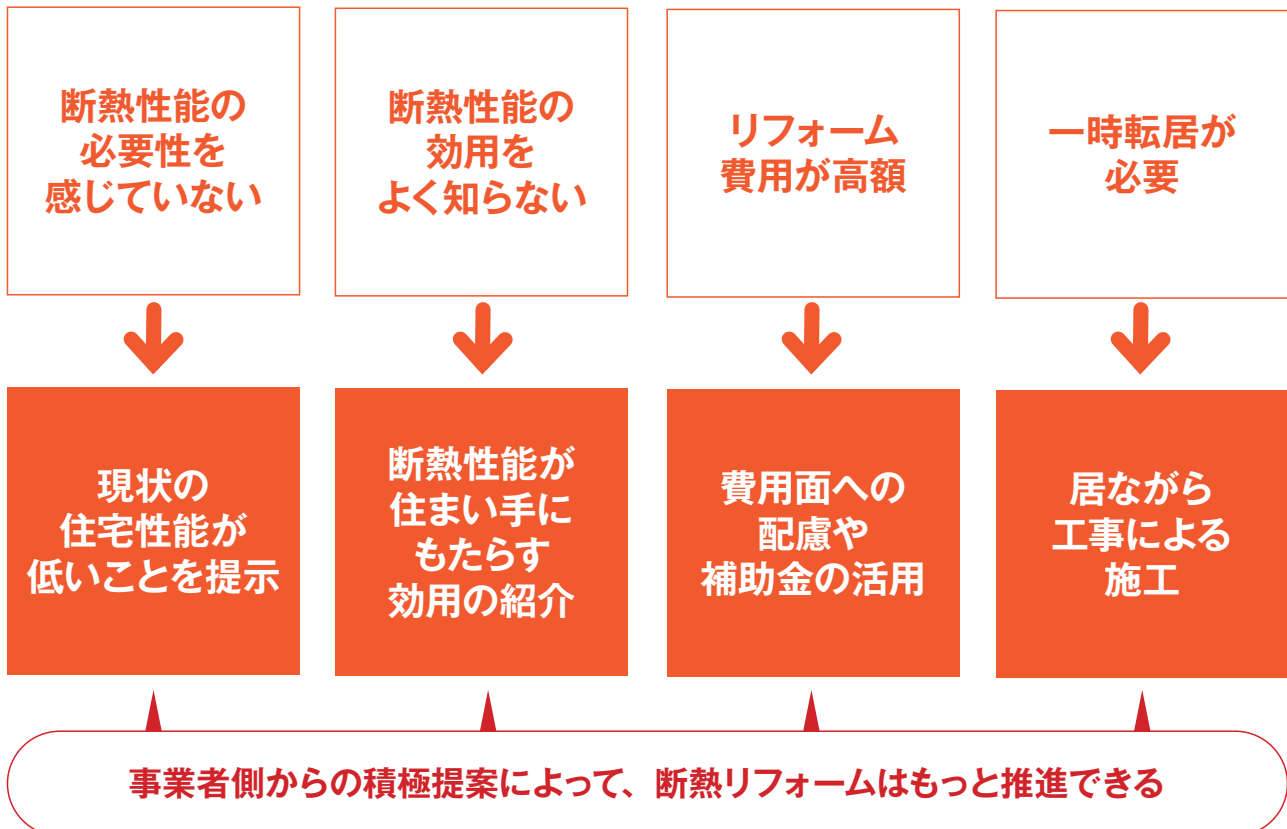 断熱性能の
必要性を
感じていない
断熱性能の
効用を
よく知らない
リフォーム
費用が高額
一時転居が
必要
現状の
住宅性能が
低いことを提示
断熱性能が
住まい手に
もたらす
効用の紹介
費用面への
配慮や
補助金の活用
居ながら
工事による
施工
事業者側からの積極提案によって、断熱リフォームはもっと推進できる